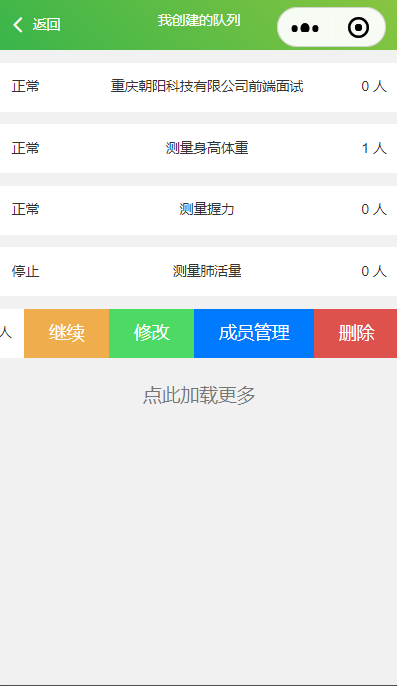 返回 我创建的队列
正常 重庆朝阳科技有限公司前端面试 0 人
正常 测量身高体重 1 人
正常 测量握力 0 人
停止 测量肺活量 0 人
人 继续 修改 成员管理 删除
点此加载更多